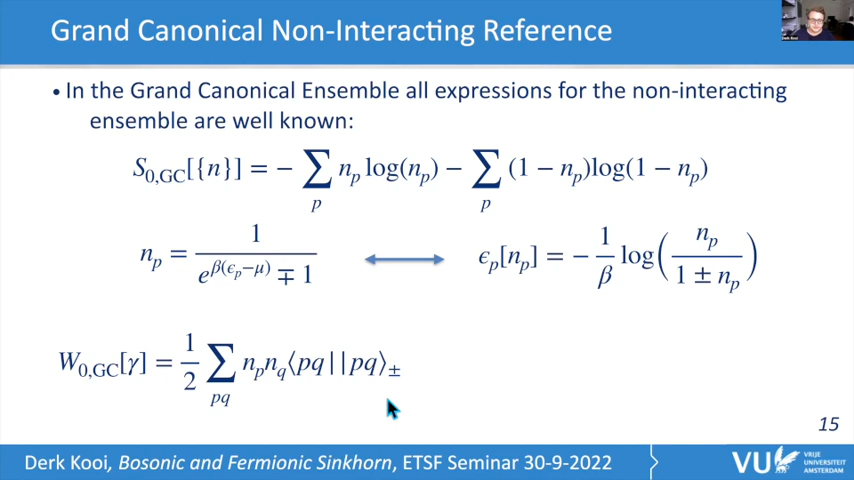 Grand Canonical Non-Interacting Reference
Derk Kooi
• In the Grand Canonical Ensemble all expressions for the non-interacting
ensemble are well known:
S_{0,GC}[{n}] = − ∑_p n_p log(n_p) − ∑_p (1 − n_p)log(1 − n_p)
n_p = 1 / (e^{β(ϵ_p−μ)} ∓ 1) ⟷ ϵ_p[n_p] = − (1/β) log(n_p / (1 ± n_p))
W_{0,GC}[γ] = (1/2) ∑_{pq} n_p n_q ⟨pq||pq⟩_±
15
Derk Kooi, Bosonic and Fermionic Sinkhorn, ETSF Seminar 30-9-2022
VU VRIJE UNIVERSITEIT AMSTERDAM